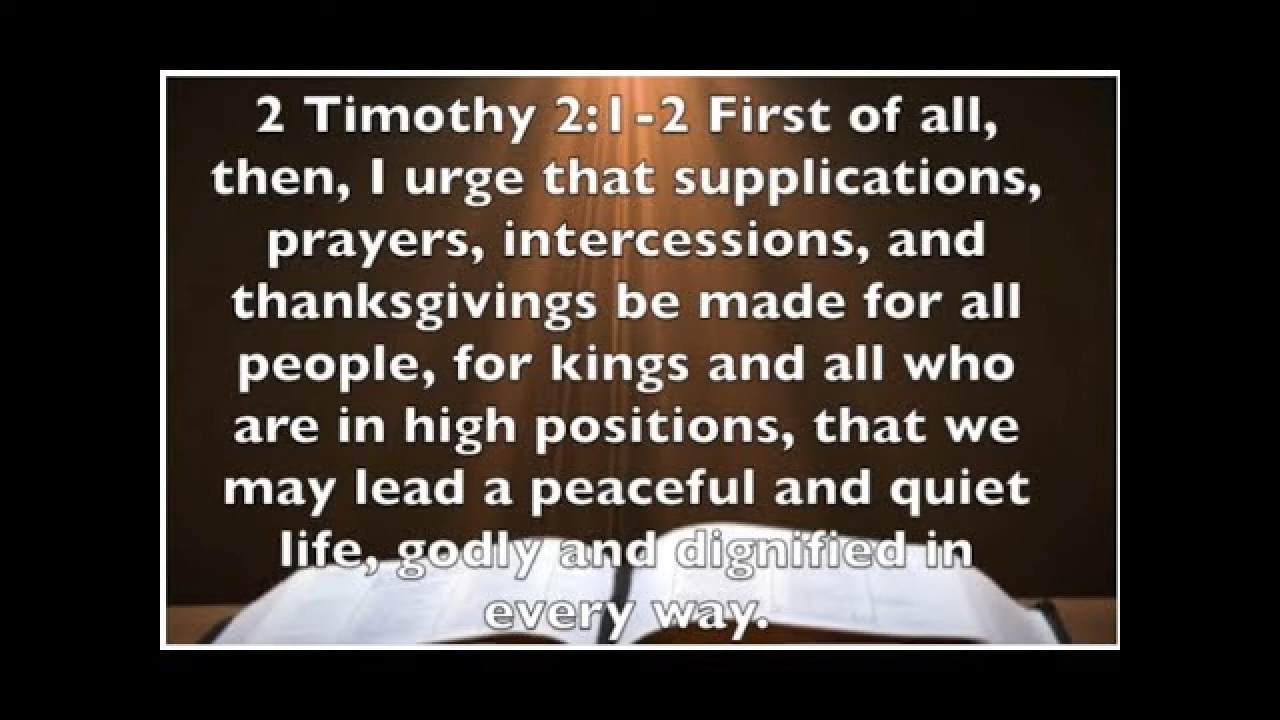 2 Timothy 2:1-2 First of all,
then, I urge that supplications,
prayers, intercessions, and
thanksgivings be made for all
people, for kings and all who
are in high positions, that we
may lead a peaceful and quiet
life, godly and dignified in
every way.